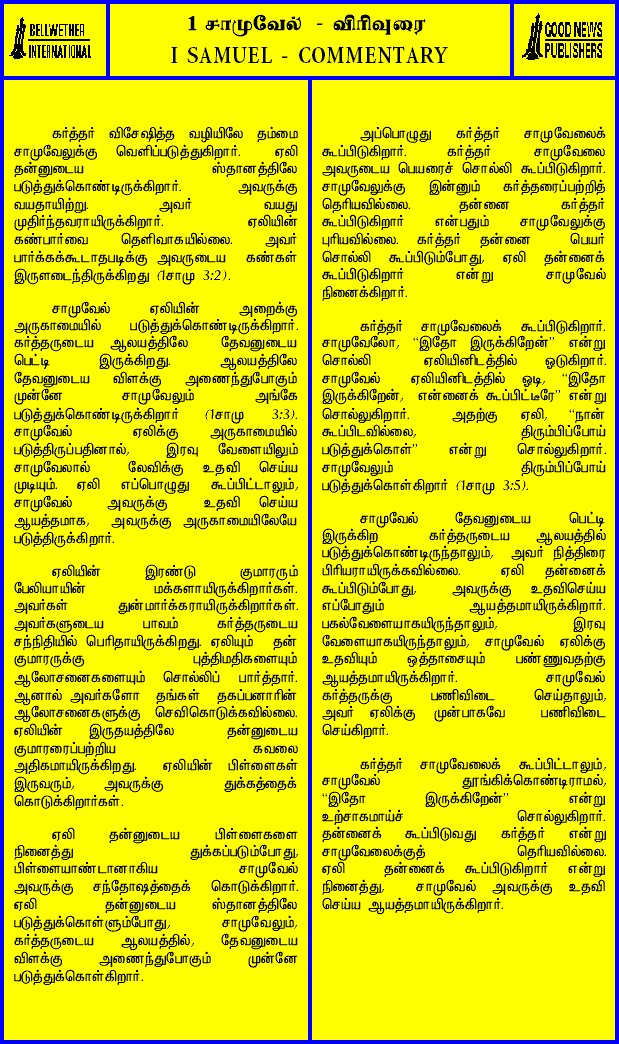 BELLWETHER
INTERNATIONAL
1 சாமுவேல் - விரிவுரை
I SAMUEL - COMMENTARY
GOOD NEWS
PUBLISHERS
கர்த்தர் விசேஷித்த வழியிலே தம்மை
சாமுவேலுக்கு வெளிப்படுத்துகிறார். ஏலி
தன்னுடைய ஸ்தானத்திலே
படுத்துக்கொண்டிருக்கிறார். அவருக்கு
வயதாயிற்று. அவர் வயது
முதிர்ந்தவராயிருக்கிறார். ஏலியின்
கண்பார்வை தெளிவாகயில்லை. அவர்
பார்க்கக்கூடாதபடிக்கு அவருடைய கண்கள்
இருளடைந்திருக்கிறது (1சாமு 3:2).
சாமுவேல் ஏலியின் அறைக்கு
அருகாமையில் படுத்துக்கொண்டிருக்கிறார்.
கர்த்தருடைய ஆலயத்திலே தேவனுடைய
பெட்டி இருக்கிறது. ஆலயத்திலே
தேவனுடைய விளக்கு அணைந்துபோகும்
முன்னே சாமுவேலும் அங்கே
படுத்துக்கொண்டிருக்கிறார் (1சாமு 3:3).
சாமுவேல் ஏலிக்கு அருகாமையில்
படுத்திருப்பதினால், இரவு வேளையிலும்
சாமுவேலால் லேவிக்கு உதவி செய்ய
முடியும். ஏலி எப்பொழுது கூப்பிட்டாலும்,
சாமுவேல் அவருக்கு உதவி செய்ய
ஆயத்தமாக, அவருக்கு அருகாமையிலேயே
படுத்திருக்கிறார்.
ஏலியின் இரண்டு குமாரரும்
பேலியாயின் மக்களாயிருக்கிறார்கள்.
அவர்கள் துன்மார்க்கராயிருக்கிறார்கள்.
அவர்களுடைய பாவம் கர்த்தருடைய
சந்நிதியில் பெரிதாயிருக்கிறது. ஏலியும் தன்
குமாரருக்கு புத்திமதிகளையும்
ஆலோசனைகளையும் சொல்லிப் பார்த்தார்.
ஆனால் அவர்களோ தங்கள் தகப்பனாரின்
ஆலோசனைகளுக்கு செவிகொடுக்கவில்லை.
ஏலியின் இருதயத்திலே தன்னுடைய
குமாரரைப்பற்றிய கவலை
அதிகமாயிருக்கிறது. ஏலியின் பிள்ளைகள்
இருவரும், அவருக்கு துக்கத்தைக்
கொடுக்கிறார்கள்.
ஏலி தன்னுடைய பிள்ளைகளை
நினைத்து துக்கப்படும்போது,
பிள்ளையாண்டானாகிய சாமுவேல்
அவருக்கு சந்தோஷத்தைக் கொடுக்கிறார்.
ஏலி தன்னுடைய ஸ்தானத்திலே
படுத்துக்கொள்ளும்போது, சாமுவேலும்,
கர்த்தருடைய ஆலயத்தில், தேவனுடைய
விளக்கு அணைந்துபோகும் முன்னே
படுத்துக்கொள்கிறார்.
அப்பொழுது கர்த்தர் சாமுவேலைக்
கூப்பிடுகிறார். கர்த்தர் சாமுவேலை
அவருடைய பெயரைச் சொல்லி கூப்பிடுகிறார்.
சாமுவேலுக்கு இன்னும் கர்த்தரைப்பற்றித்
தெரியவில்லை. தன்னை கர்த்தர்
கூப்பிடுகிறார் என்பதும் சாமுவேலுக்கு
புரியவில்லை. கர்த்தர் தன்னை பெயர்
சொல்லி கூப்பிடும்போது, ஏலி தன்னைக்
கூப்பிடுகிறார் என்று சாமுவேல்
நினைக்கிறார்.
கர்த்தர் சாமுவேலைக் கூப்பிடுகிறார்.
சாமுவேலோ, “இதோ இருக்கிறேன்” என்று
சொல்லி ஏலியினிடத்தில் ஓடுகிறார்.
சாமுவேல் ஏலியினிடத்தில் ஓடி, “இதோ
இருக்கிறேன், என்னைக் கூப்பிட்டீரே” என்று
சொல்லுகிறார். அதற்கு ஏலி, “நான்
கூப்பிடவில்லை, திரும்பிப்போய்
படுத்துக்கொள்” என்று சொல்லுகிறார்.
சாமுவேலும் திரும்பிப்போய்
படுத்துக்கொள்கிறார் (1சாமு 3:5).
சாமுவேல் தேவனுடைய பெட்டி
இருக்கிற கர்த்தருடைய ஆலயத்தில்
படுத்துக்கொண்டிருந்தாலும், அவர் நித்திரை
பிரியராயிருக்கவில்லை. ஏலி தன்னைக்
கூப்பிடும்போது, அவருக்கு உதவிசெய்ய
எப்போதும் ஆயத்தமாயிருக்கிறார்.
பகல்வேளையாகயிருந்தாலும், இரவு
வேளையாகயிருந்தாலும், சாமுவேல் ஏலிக்கு
உதவியும் ஒத்தாசையும் பண்ணுவதற்கு
ஆயத்தமாயிருக்கிறார். சாமுவேல்
கர்த்தருக்கு பணிவிடை செய்தாலும்,
அவர் ஏலிக்கு முன்பாகவே பணிவிடை
செய்கிறார்.
கர்த்தர் சாமுவேலைக் கூப்பிட்டாலும்,
சாமுவேல் தூங்கிக்கொண்டிராமல்,
“இதோ இருக்கிறேன்” என்று
உற்சாகமாய்ச் சொல்லுகிறார்.
தன்னைக் கூப்பிடுவது கர்த்தர் என்று
சாமுவேலைக்குத் தெரியவில்லை.
ஏலி தன்னைக் கூப்பிடுகிறார் என்று
நினைத்து, சாமுவேல் அவருக்கு உதவி
செய்ய ஆயத்தமாயிருக்கிறார்.